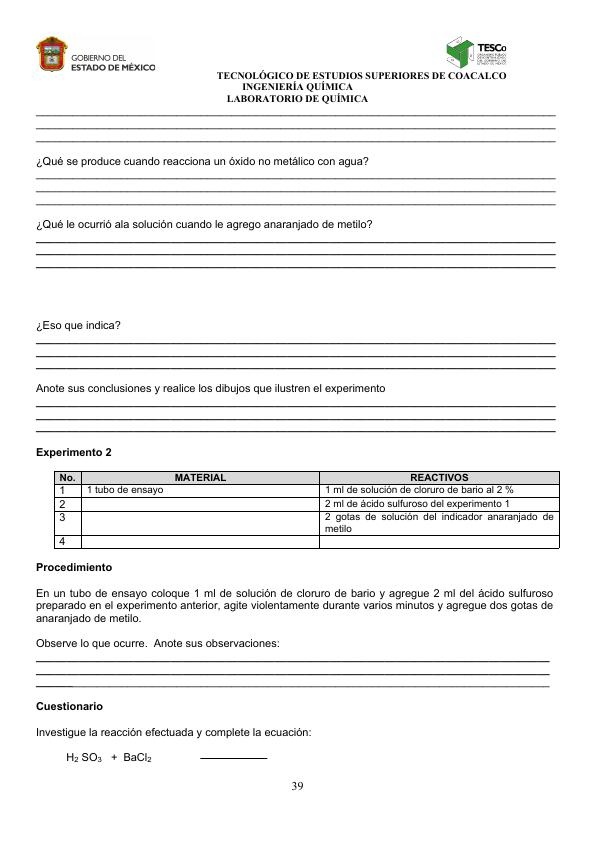 GOBIERNO DEL
ESTADO DE MÉXICO
TESCo
TECNOLÓGICO DE ESTUDIOS SUPERIORES DE COACALCO
INGENIERÍA QUÍMICA
LABORATORIO DE QUÍMICA
¿Qué se produce cuando reacciona un óxido no metálico con agua?
¿Qué le ocurrió ala solución cuando le agrego anaranjado de metilo?
¿Eso que indica?
Anote sus conclusiones y realice los dibujos que ilustren el experimento
Experimento 2
No. MATERIAL REACTIVOS
1 1 tubo de ensayo 1 ml de solución de cloruro de bario al 2 %
2 2 ml de ácido sulfuroso del experimento 1
3 2 gotas de solución del indicador anaranjado de
metilo
4
Procedimiento
En un tubo de ensayo coloque 1 ml de solución de cloruro de bario y agregue 2 ml del ácido sulfuroso
preparado en el experimento anterior, agite violentamente durante varios minutos y agregue dos gotas de
anaranjado de metilo.
Observe lo que ocurre. Anote sus observaciones:
Cuestionario
Investigue la reacción efectuada y complete la ecuación:
H₂ SO₃ + BaCl₂
39